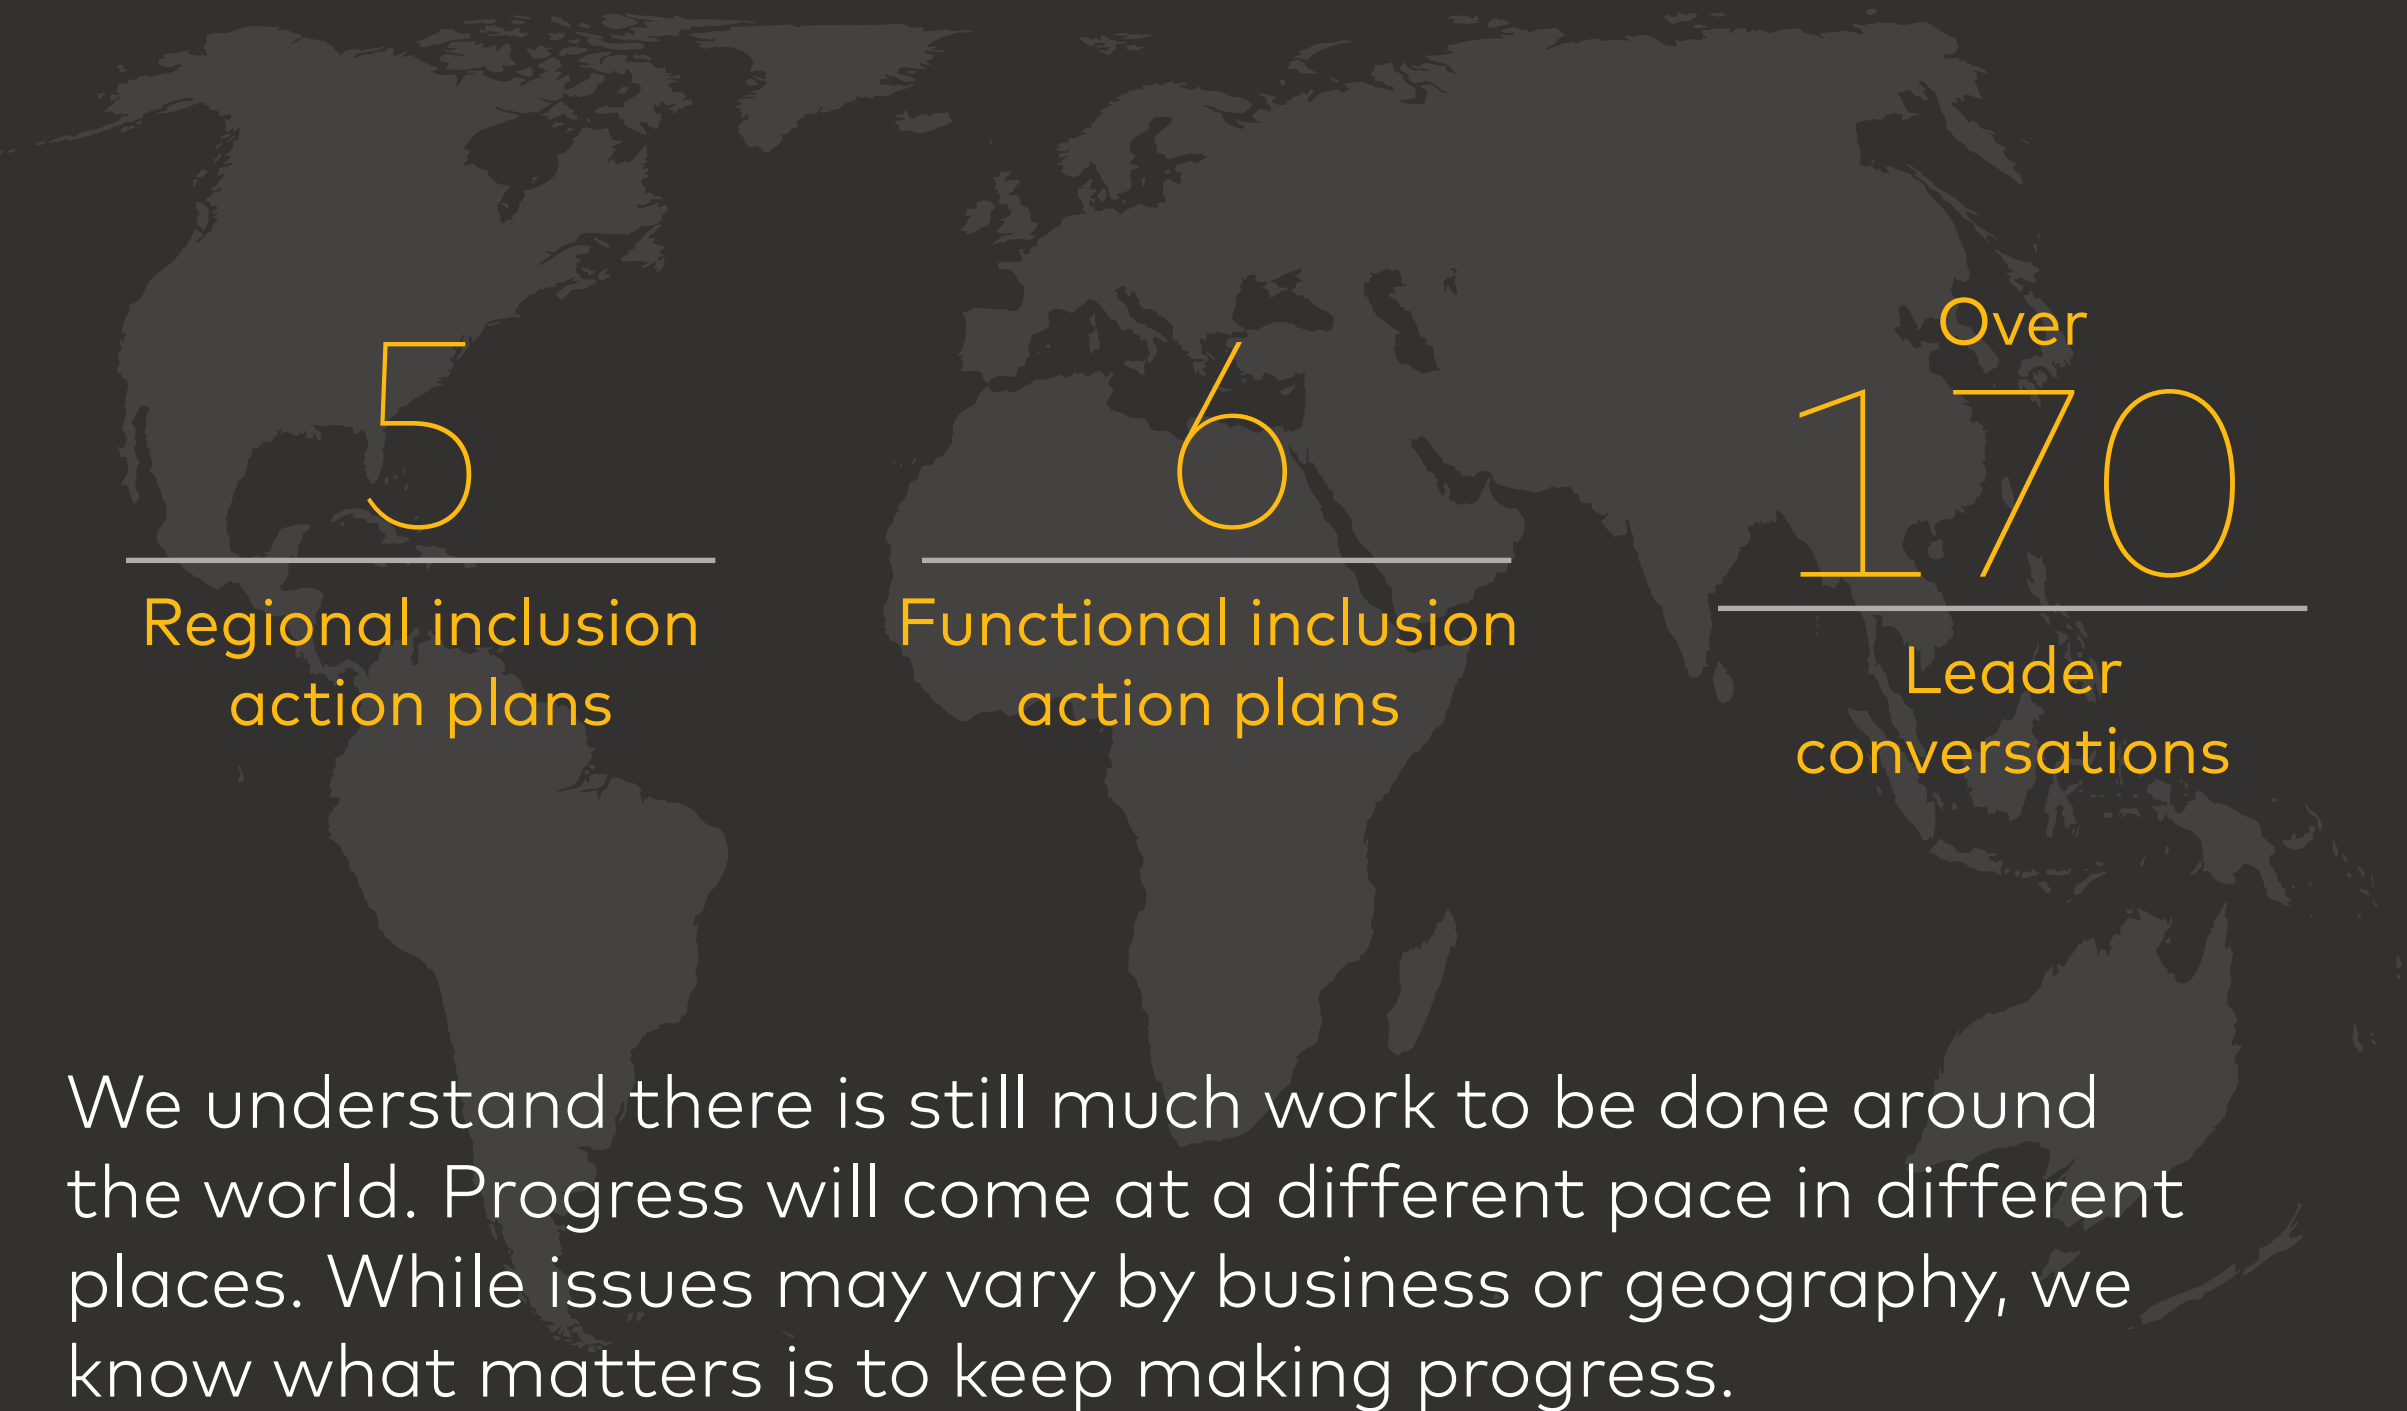 5
Regional inclusion
action plans
6
Functional inclusion
action plans
Over
170
Leader
conversations
We understand there is still much work to be done around
the world. Progress will come at a different pace in different
places. While issues may vary by business or geography, we
know what matters is to keep making progress.